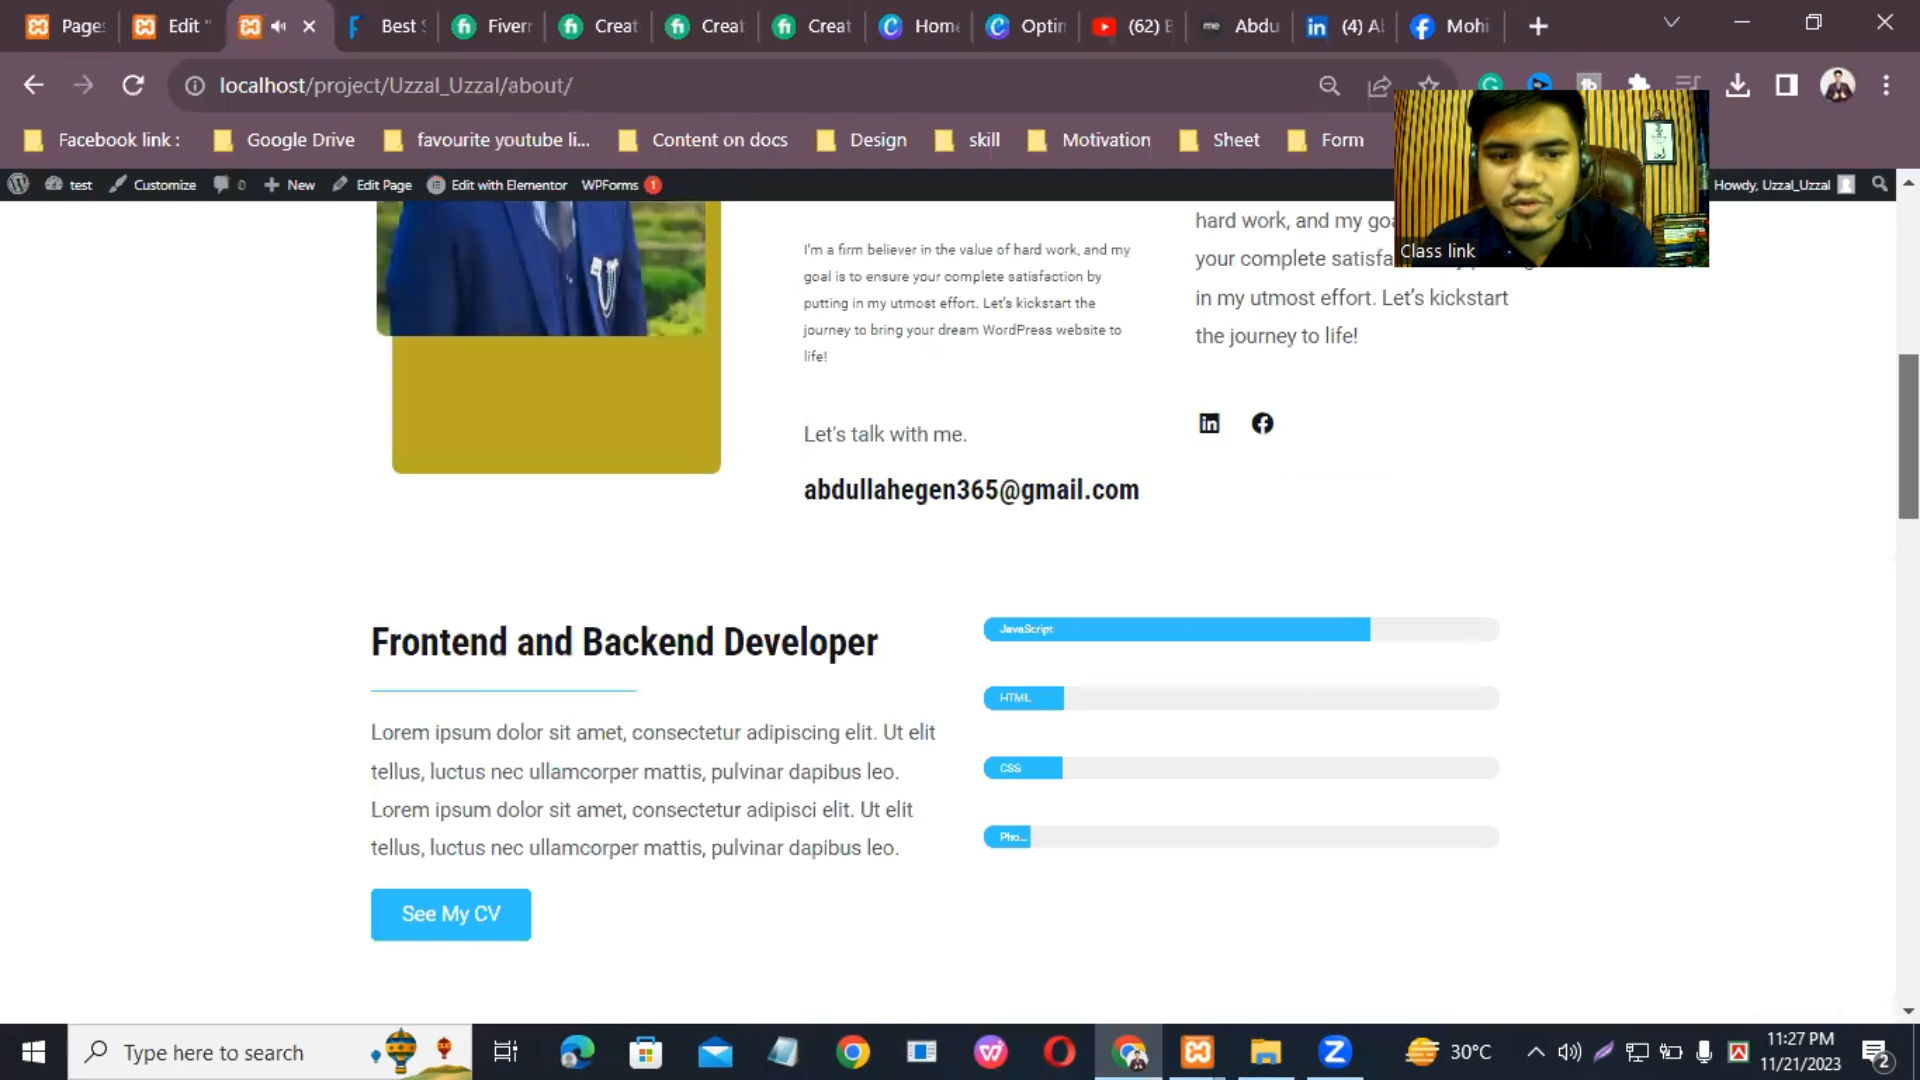 Pages
Edit "
Best S
Fiverr
Creat
Creat
Creat
Home
Optim
(62) E
me
Abdu
(4) Al
Mohi
localhost/project/Uzzal_Uzzal/about/
Facebook link :
Google Drive
favourite youtube li...
Content on docs
Design
skill
Motivation
Sheet
Form
test
Customize
0
New
Edit Page
Edit with Elementor
WPForms 1
Howdy, Uzzal_Uzzal
Class link
I'm a firm believer in the value of hard work, and my
goal is to ensure your complete satisfaction by
putting in my utmost effort. Let's kickstart the
journey to bring your dream WordPress website to
life!
Let's talk with me.
abdullahegen365@gmail.com
hard work, and my goa
your complete satisfa
in my utmost effort. Let's kickstart
the journey to life!
Frontend and Backend Developer
Lorem ipsum dolor sit amet, consectetur adipiscing elit. Ut elit
tellus, luctus nec ullamcorper mattis, pulvinar dapibus leo.
Lorem ipsum dolor sit amet, consectetur adipisci elit. Ut elit
tellus, luctus nec ullamcorper mattis, pulvinar dapibus leo.
See My CV
JavaScript
HTML
CSS
Pho...
Type here to search
30°C
11:27 PM
11/21/2023
2